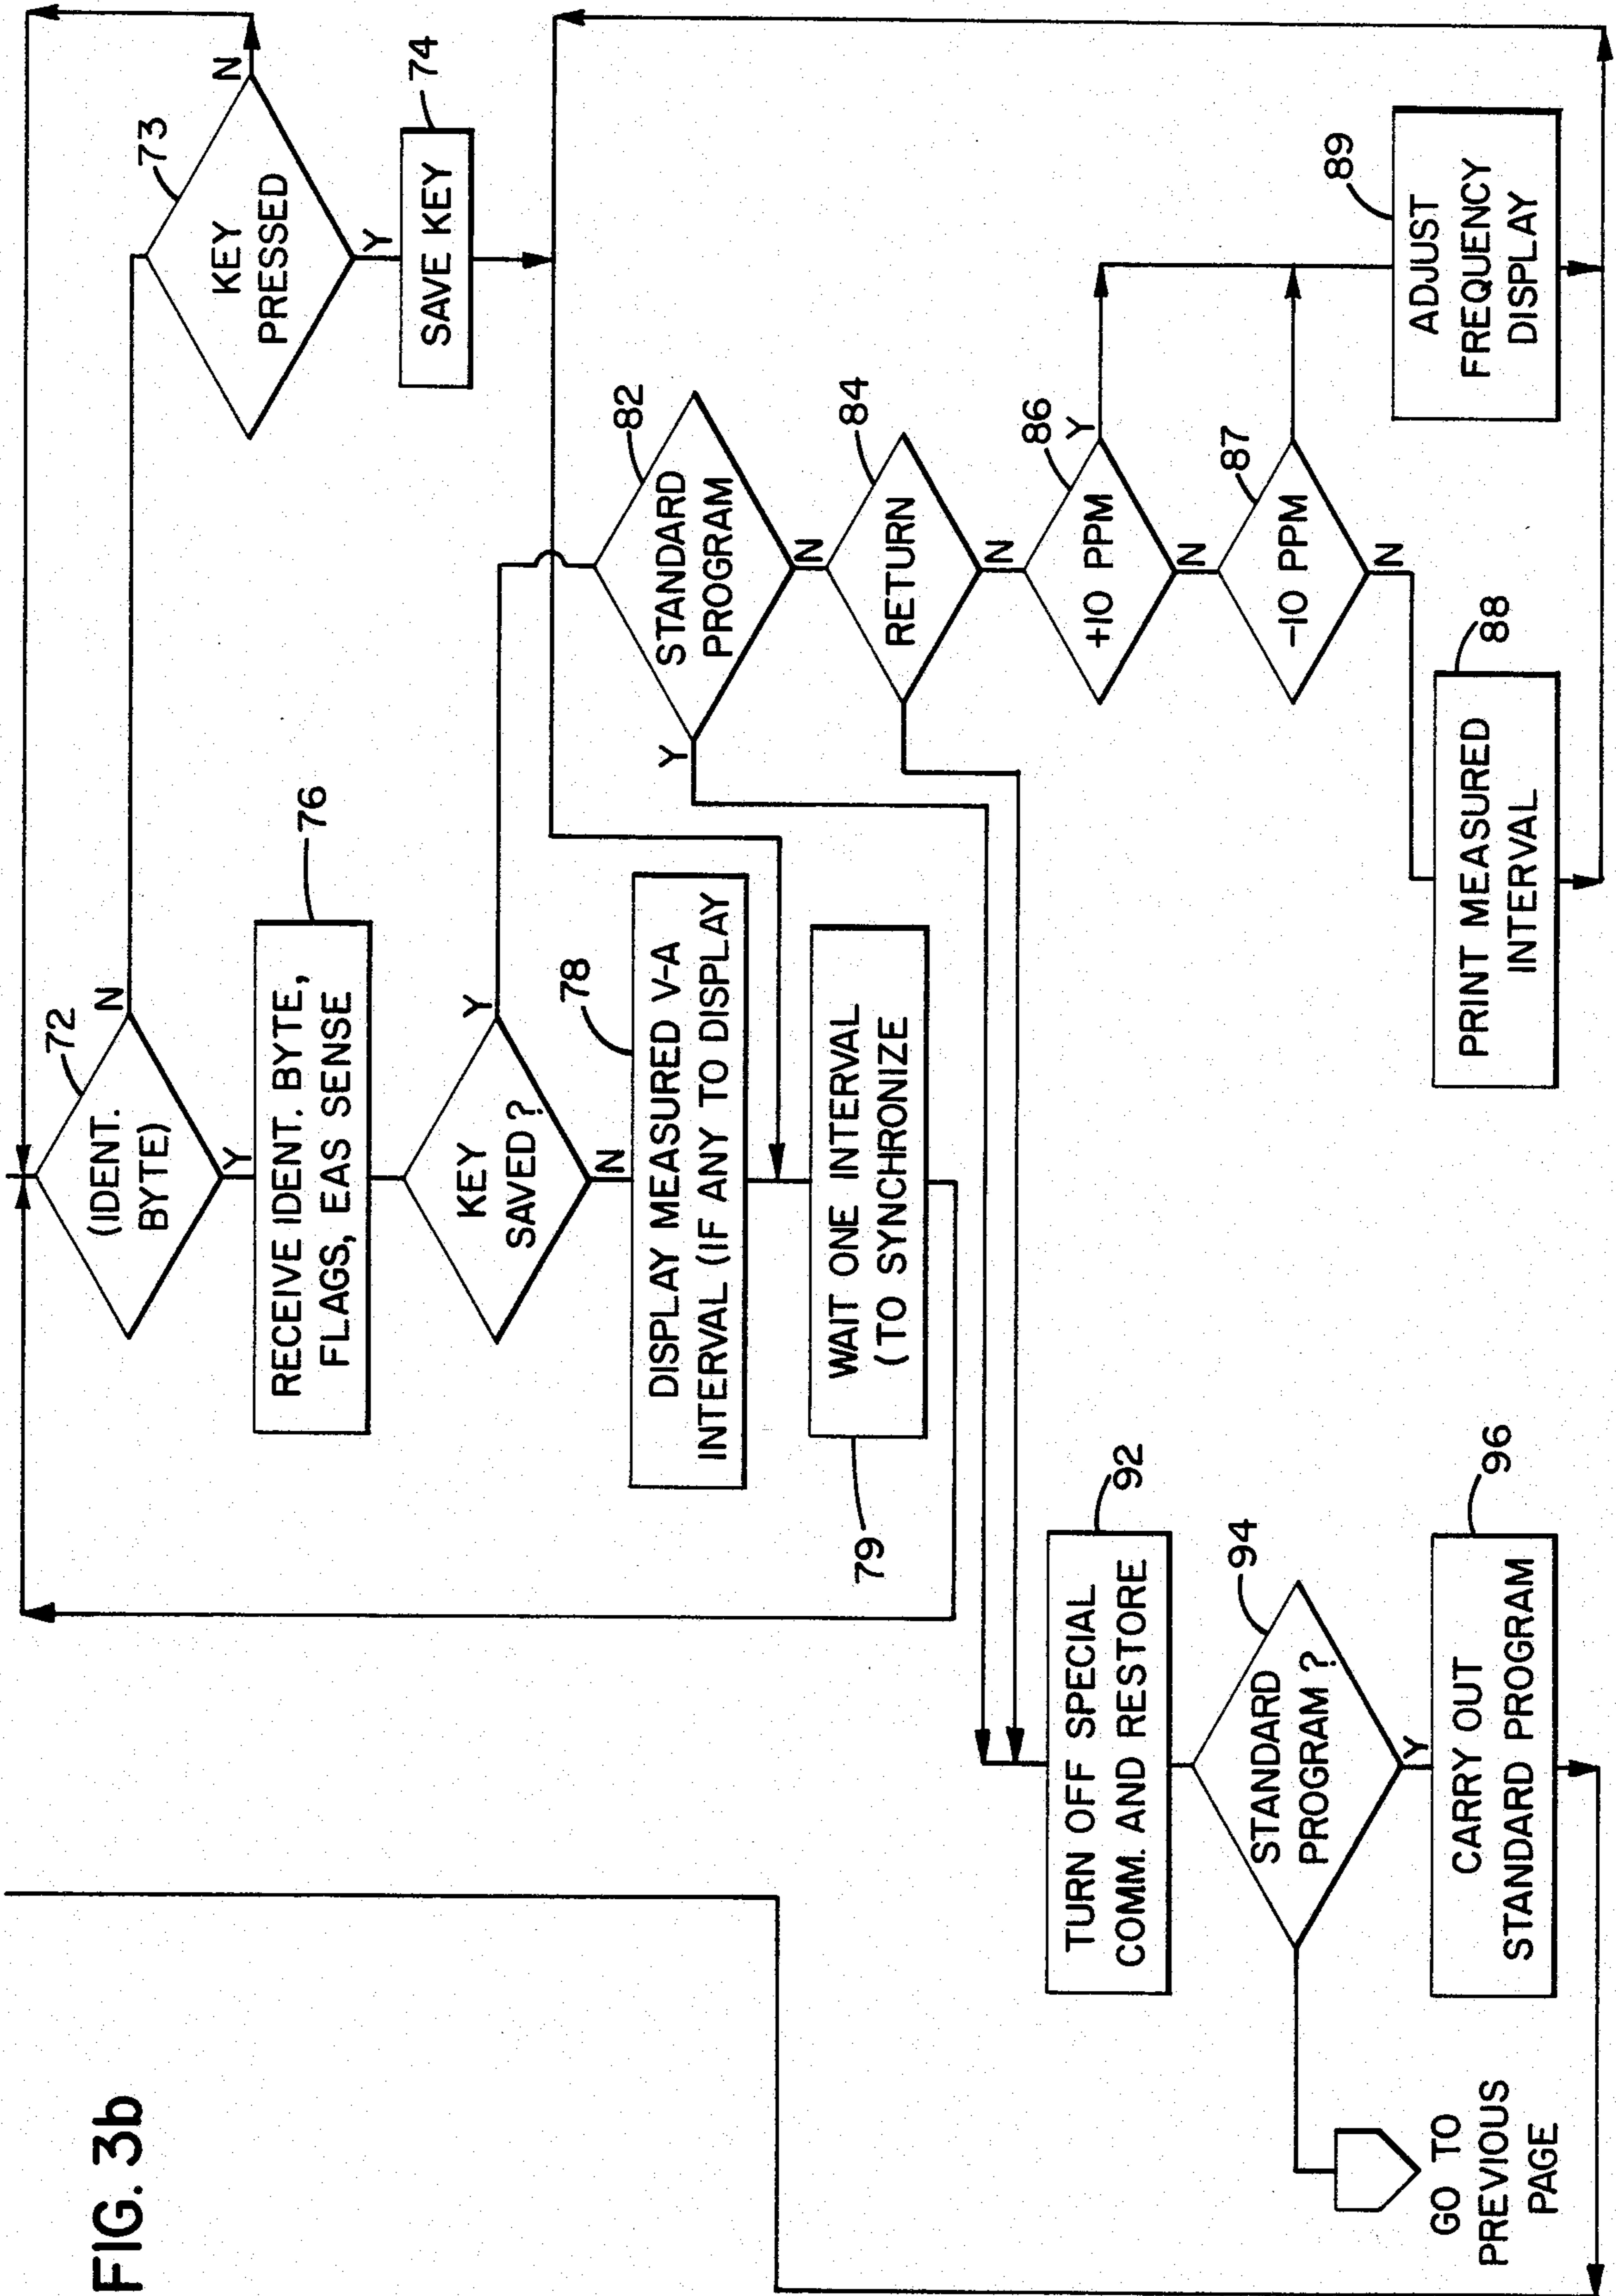 FIG. 3b
72
(IDENT.
BYTE)
N
Y
73
KEY
PRESSED
N
Y
74
SAVE KEY
76
RECEIVE IDENT. BYTE,
FLAGS, EAS SENSE
KEY
SAVED ?
Y
N
78
DISPLAY MEASURED V-A
INTERVAL (IF ANY TO DISPLAY
79
WAIT ONE INTERVAL
(TO SYNCHRONIZE
82
STANDARD
PROGRAM
Y
N
84
RETURN
N
86
+10 PPM
Y
N
87
-10 PPM
N
88
PRINT MEASURED
INTERVAL
89
ADJUST
FREQUENCY
DISPLAY
92
TURN OFF SPECIAL
COMM. AND RESTORE
94
STANDARD
PROGRAM ?
Y
96
CARRY OUT
STANDARD PROGRAM
GO TO
PREVIOUS
PAGE